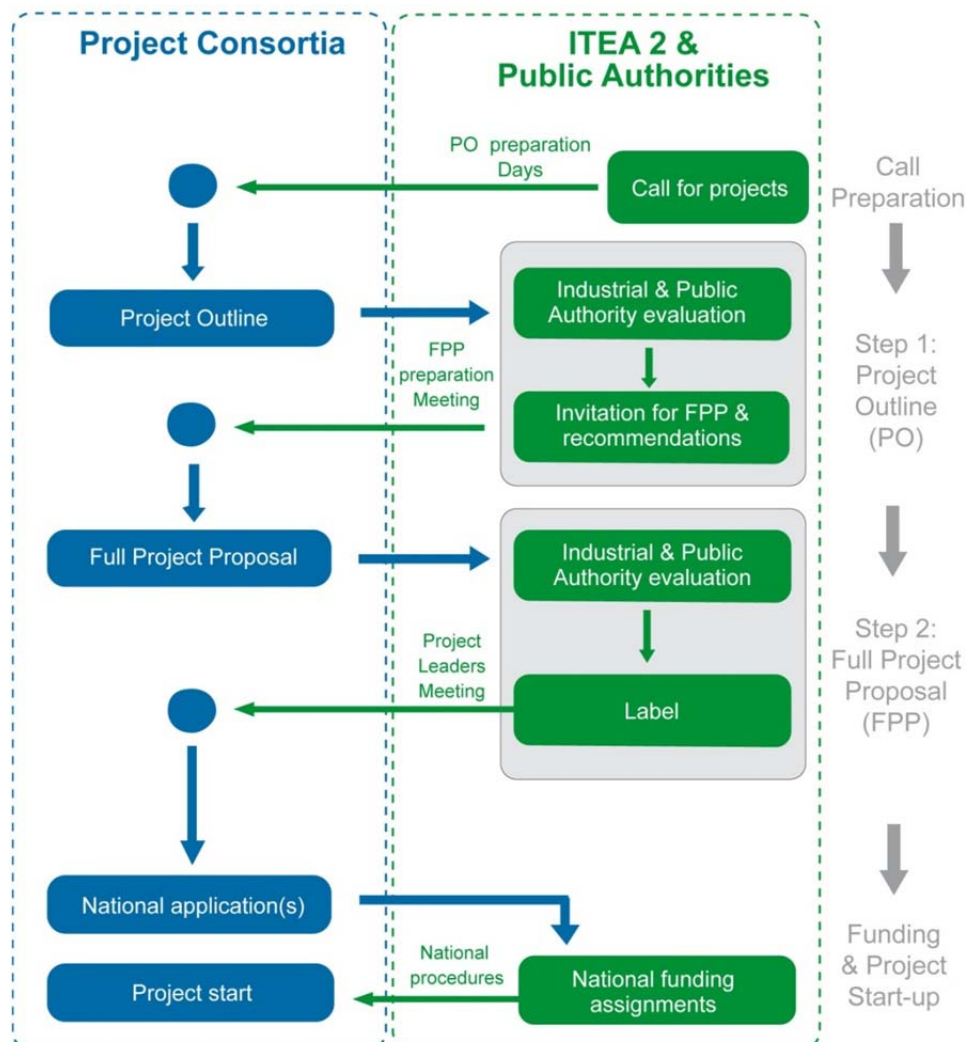 Project Consortia
ITEA 2 &
Public Authorities
PO preparation
Days
Call for projects
Call
Preparation
Project Outline
Industrial & Public
Authority evaluation
FPP
preparation
Meeting
Invitation for FPP &
recommendations
Step 1:
Project
Outline
(PO)
Full Project Proposal
Industrial & Public
Authority evaluation
Project
Leaders
Meeting
Label
Step 2:
Full Project
Proposal
(FPP)
National application(s)
National
procedures
Project start
National funding
assignments
Funding
& Project
Start-up